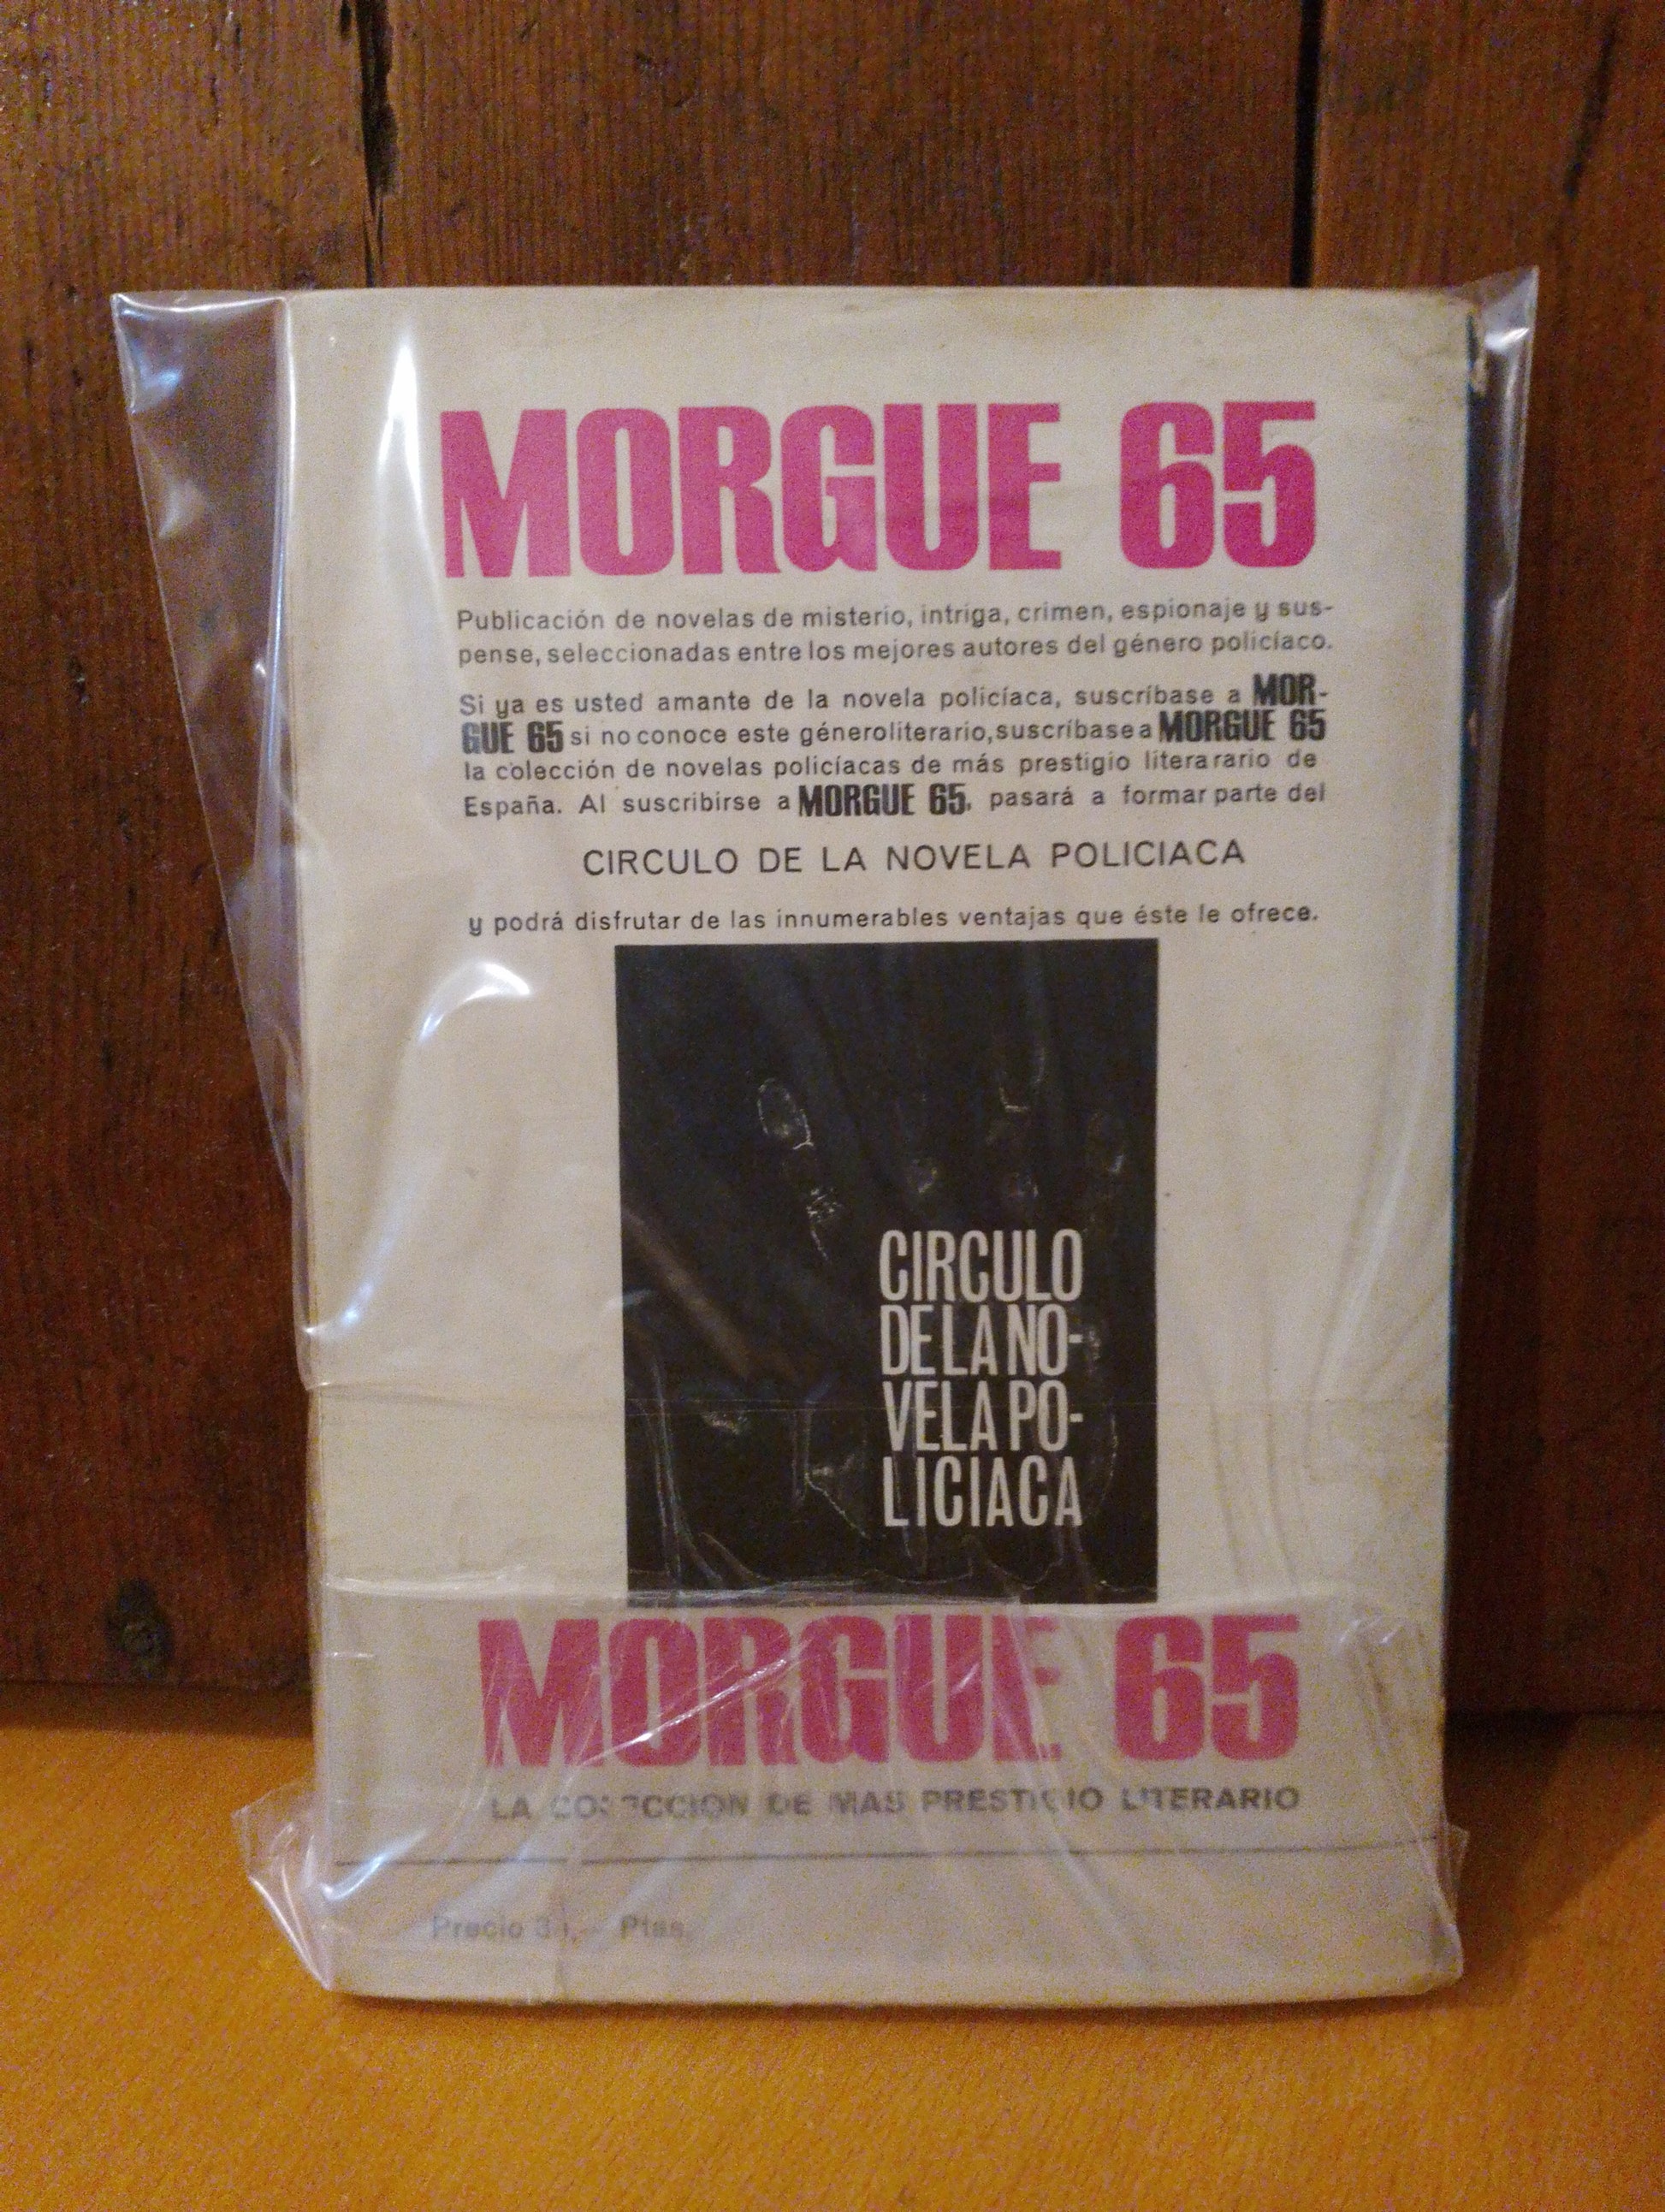 MORGUE 65
Publicación de novelas de misterio, intriga, crimen, espionaje y sus-
pense, seleccionadas entre los mejores autores del género policíaco.
Si ya es usted amante de la novela policíaca, suscríbase a MOR-
GUE 65 si no conoce este género literario, suscríbase a MORGUE 65
la colección de novelas policíacas de más prestigio literarario de
España. Al suscribirse a MORGUE 65, pasará a formar parte del
CIRCULO DE LA NOVELA POLICIACA
y podrá disfrutar de las innumerables ventajas que éste le ofrece.
CIRCULO
DE LA NO-
VELA PO-
LICIACA
MORGUE 65
LA COLECCION DE MAS PRESTIGIO LITERARIO
Precio Ptas.